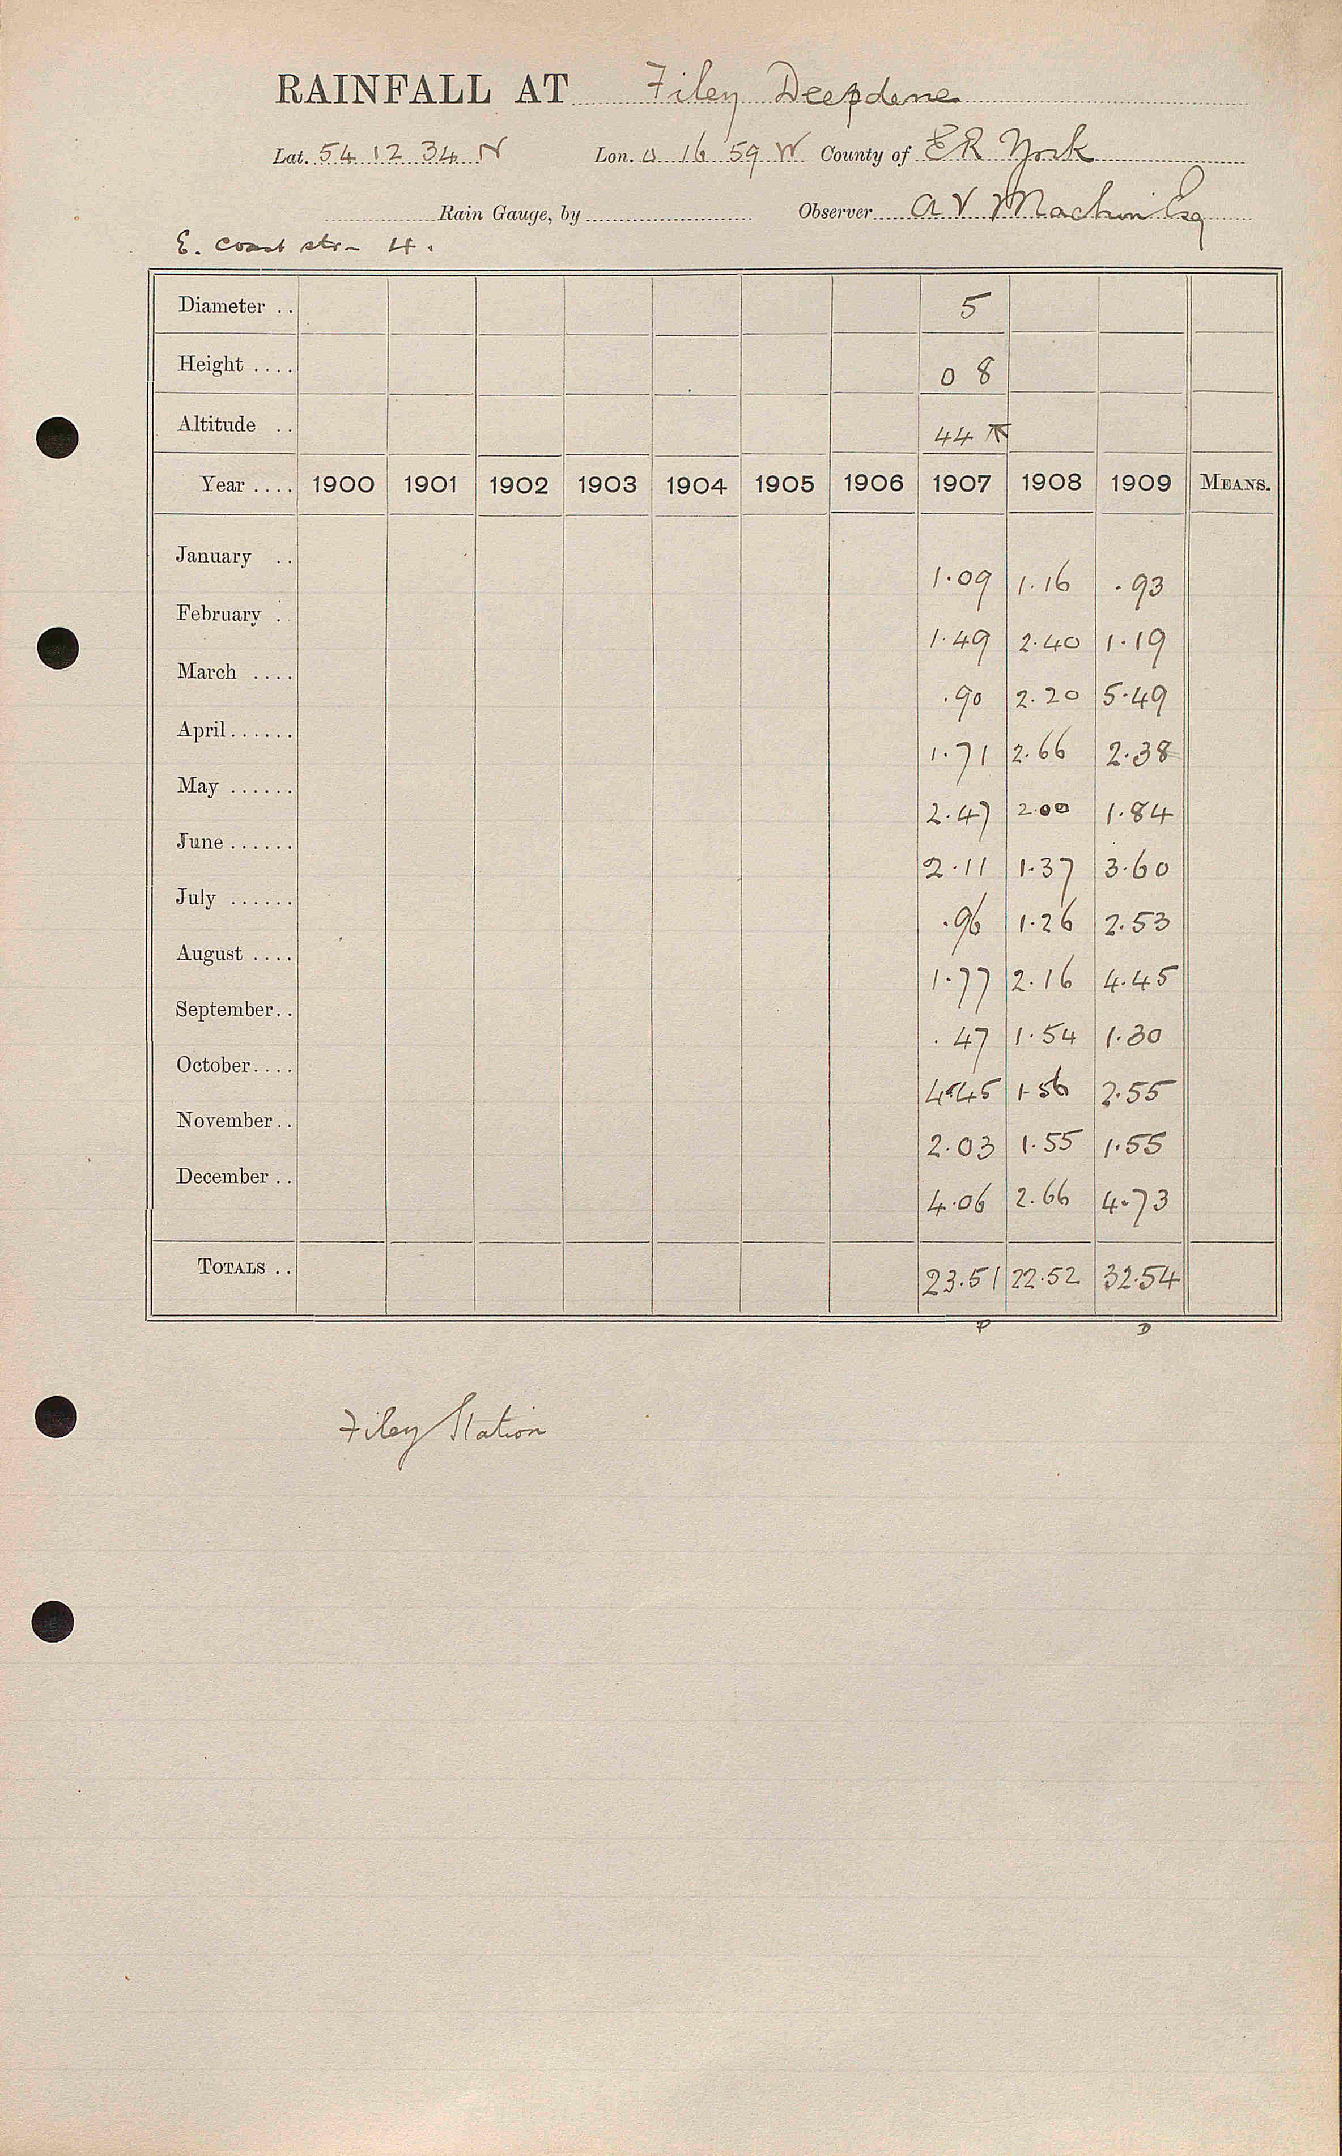 RAINFALL AT Filey Deepdene
Lat. 54 12 34 N Lon. 0 16 59 W County of ER York
Rain Gauge, by Observer A V Machin Esq
E. coast str - 4.
Diameter .. 5
Height .... 0 8
Altitude .. 44
Year .... 1900 1901 1902 1903 1904 1905 1906 1907 1908 1909 MEANS.
January .. 1.09 1.16 .93
February . 1.49 2.40 1.19
March .... .90 2.20 5.49
April...... 1.71 2.66 2.38
May ...... 2.47 2.00 1.84
June...... 2.11 1.37 3.60
July ...... .96 1.26 2.53
August .... 1.77 2.16 4.45
September.. .47 1.54 1.30
October.... 4.45 1.56 2.55
November.. 2.03 1.55 1.55
December.. 4.06 2.66 4.73
TOTALS .. 23.51 22.52 32.54
P D
Filey Station